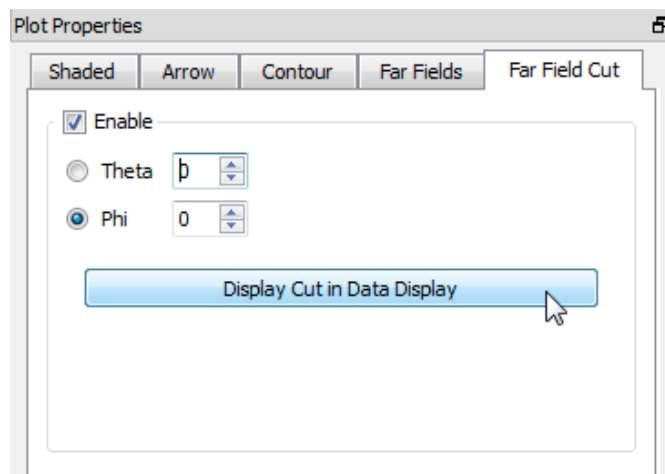 Plot Properties
Shaded Arrow Contour Far Fields Far Field Cut
Enable
Theta 0
Phi 0
Display Cut in Data Display